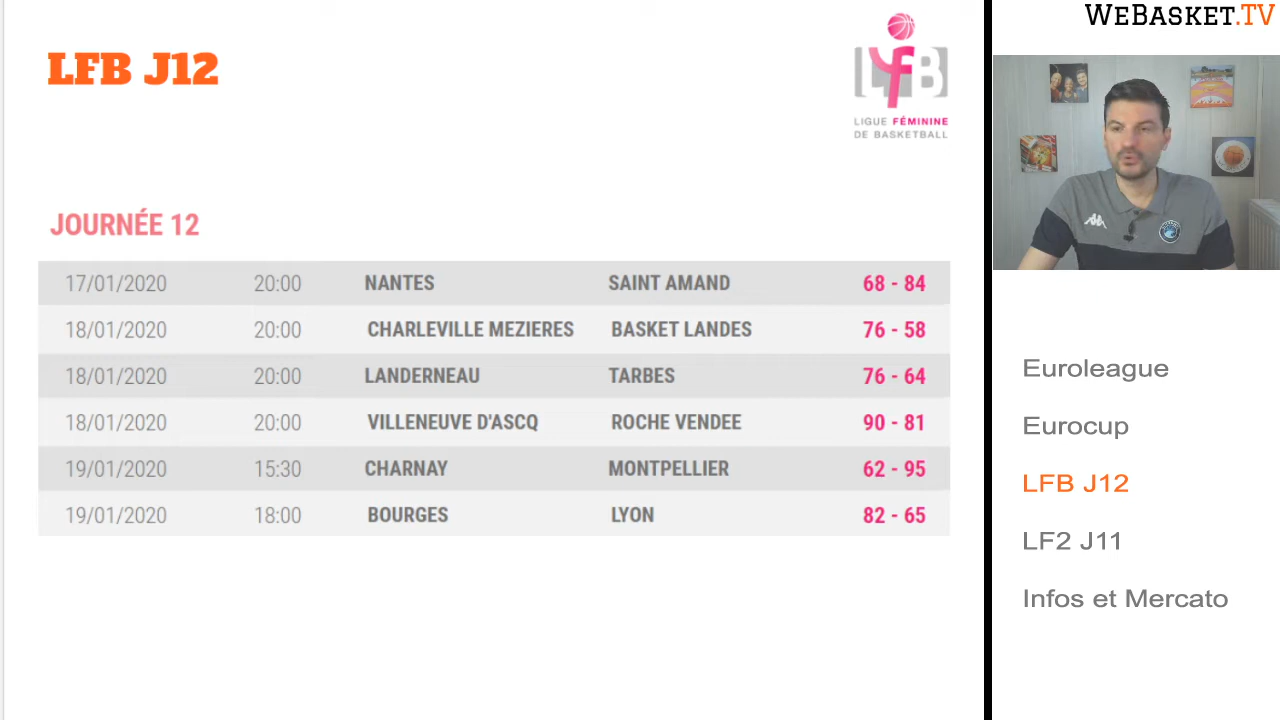 WEBASKET.TV
LFB J12
LFB
LIGUE FÉMININE
DE BASKETBALL
JOURNÉE 12
17/01/2020 20:00 NANTES SAINT AMAND 68 - 84
18/01/2020 20:00 CHARLEVILLE MEZIERES BASKET LANDES 76 - 58
18/01/2020 20:00 LANDERNEAU TARBES 76 - 64
18/01/2020 20:00 VILLENEUVE D'ASCQ ROCHE VENDEE 90 - 81
19/01/2020 15:30 CHARNAY MONTPELLIER 62 - 95
19/01/2020 18:00 BOURGES LYON 82 - 65
Euroleague
Eurocup
LFB J12
LF2 J11
Infos et Mercato